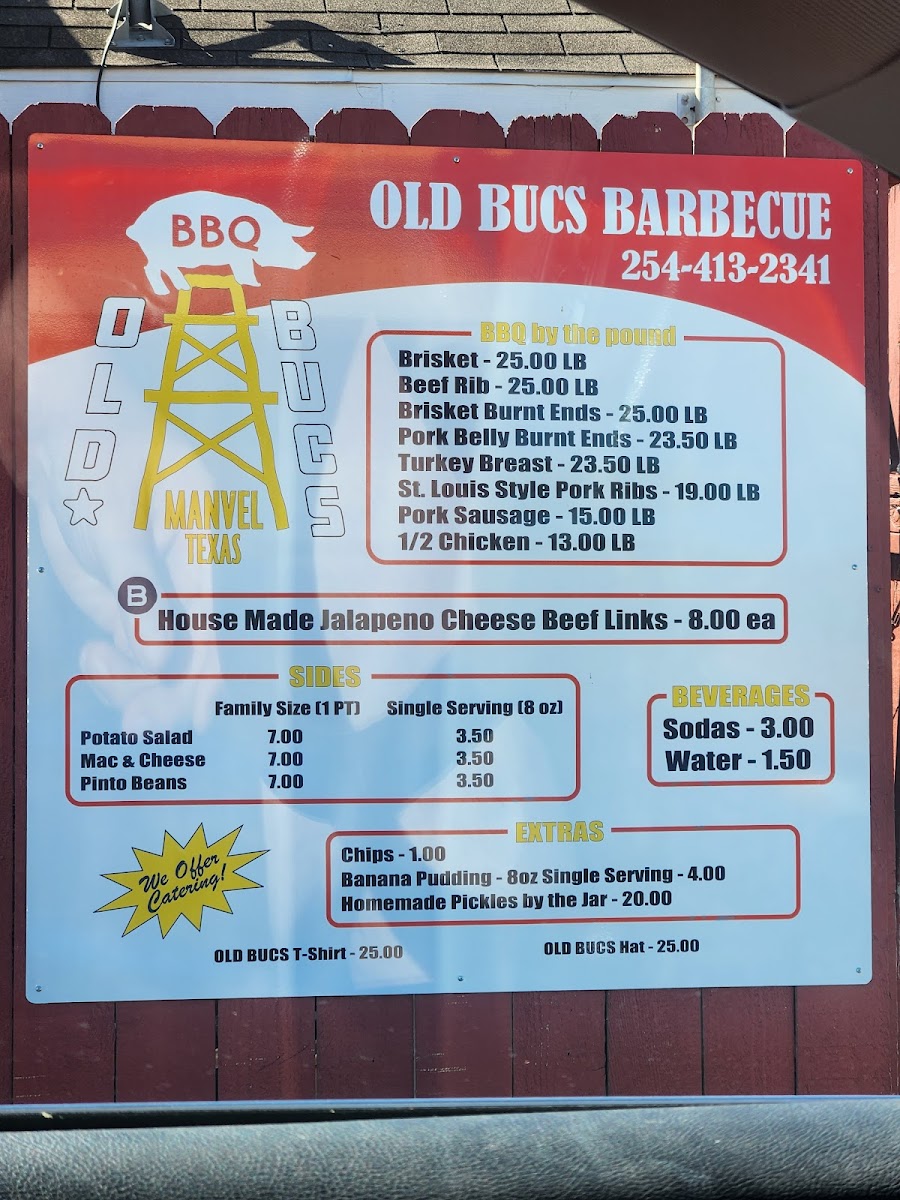 OLD BUCS BARBECUE
254-413-2341
BBQ
OLD
BUCS
MANVEL
TEXAS
BBQ by the pound
Brisket - 25.00 LB
Beef Rib - 25.00 LB
Brisket Burnt Ends - 25.00 LB
Pork Belly Burnt Ends - 23.50 LB
Turkey Breast - 23.50 LB
St. Louis Style Pork Ribs - 19.00 LB
Pork Sausage - 15.00 LB
1/2 Chicken - 13.00 LB
B
House Made Jalapeno Cheese Beef Links - 8.00 ea
SIDES
Family Size (1 PT) Single Serving (8 oz)
Potato Salad 7.00 3.50
Mac & Cheese 7.00 3.50
Pinto Beans 7.00 3.50
BEVERAGES
Sodas - 3.00
Water - 1.50
We Offer
Catering!
EXTRAS
Chips - 1.00
Banana Pudding - 8oz Single Serving - 4.00
Homemade Pickles by the Jar - 20.00
OLD BUCS T-Shirt - 25.00
OLD BUCS Hat - 25.00